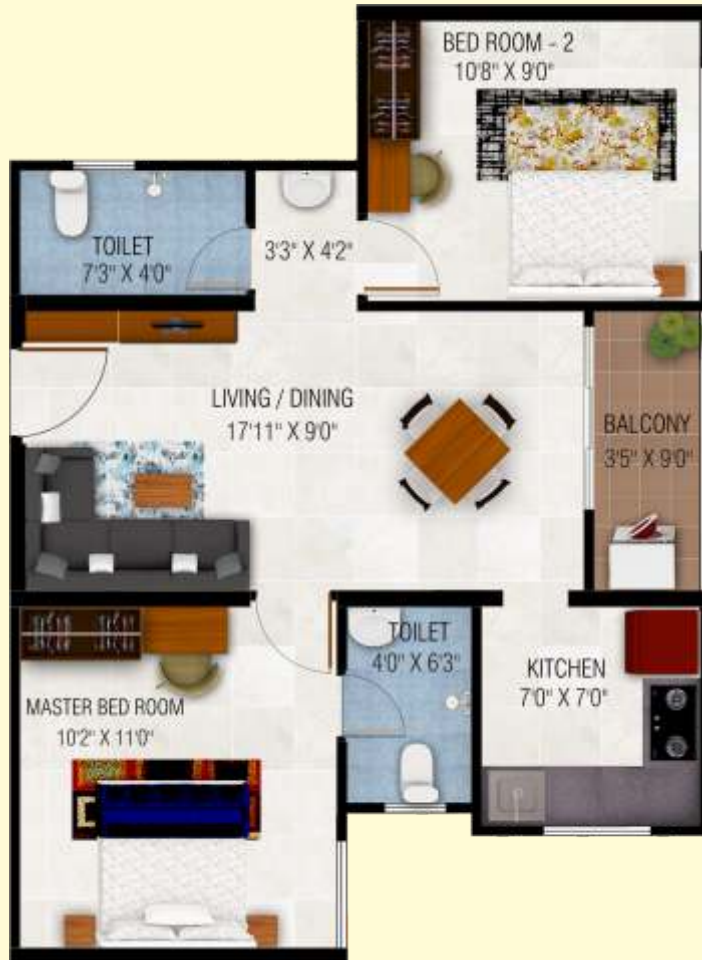 BED ROOM - 2
10'8" X 9'0"
TOILET
7'3" X 4'0"
3'3" X 4'2"
LIVING / DINING
17'11" X 9'0"
BALCONY
3'5" X 9'0"
TOILET
4'0" X 6'3"
KITCHEN
7'0" X 7'0"
MASTER BED ROOM
10'2" X 11'0"